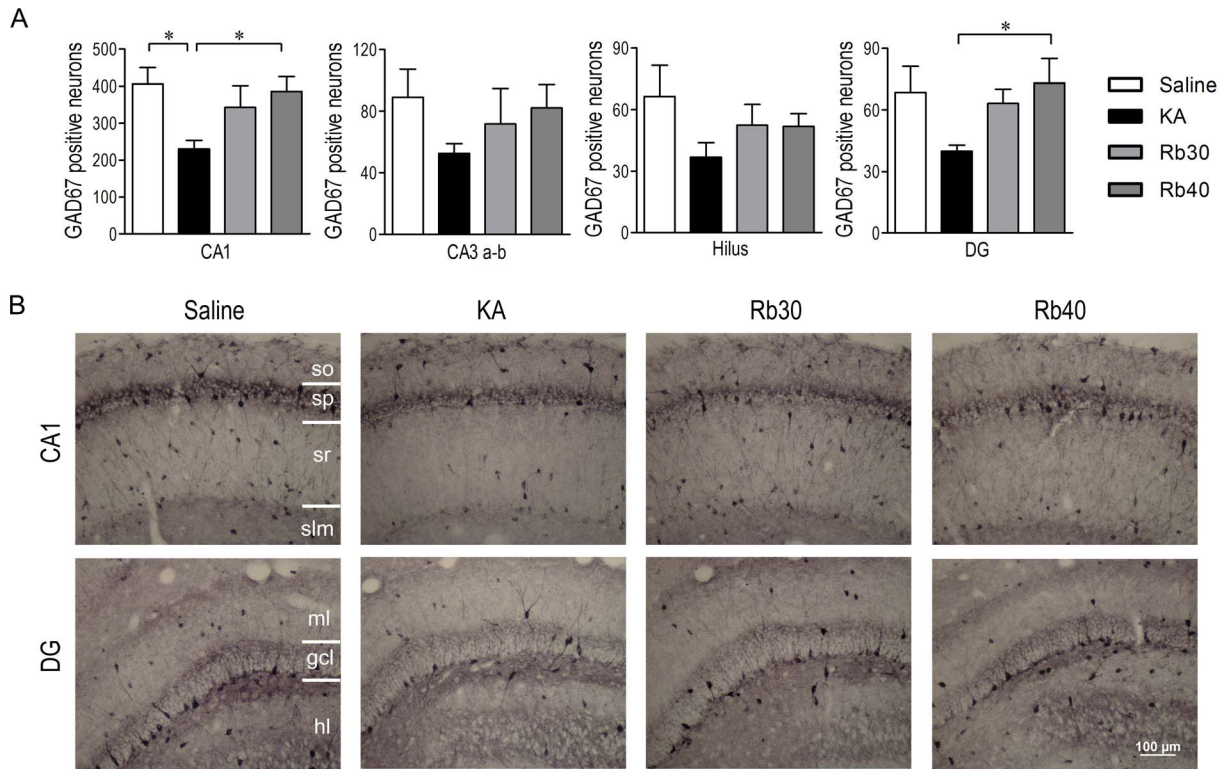 A
GAD67 positive neurons
500
400
300
200
100
0
*
*
CA1
GAD67 positive neurons
120
80
40
0
CA3 a-b
GAD67 positive neurons
90
60
30
0
Hilus
GAD67 positive neurons
90
60
30
0
*
DG
Saline
KA
Rb30
Rb40
B
Saline KA Rb30 Rb40
CA1
so
sp
sr
slm
DG
ml
gcl
hl
100 µm